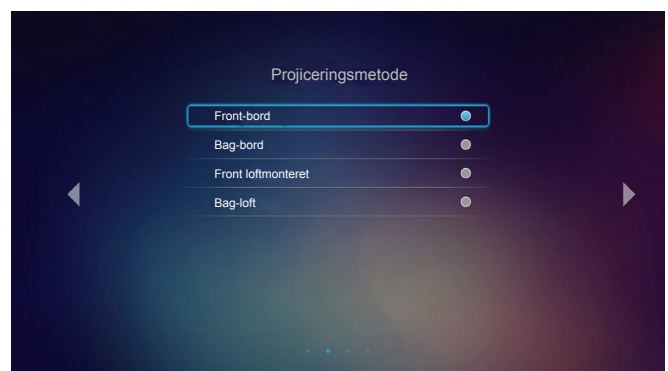 Projiceringsmetode
Front-bord
Bag-bord
Front loftmonteret
Bag-loft